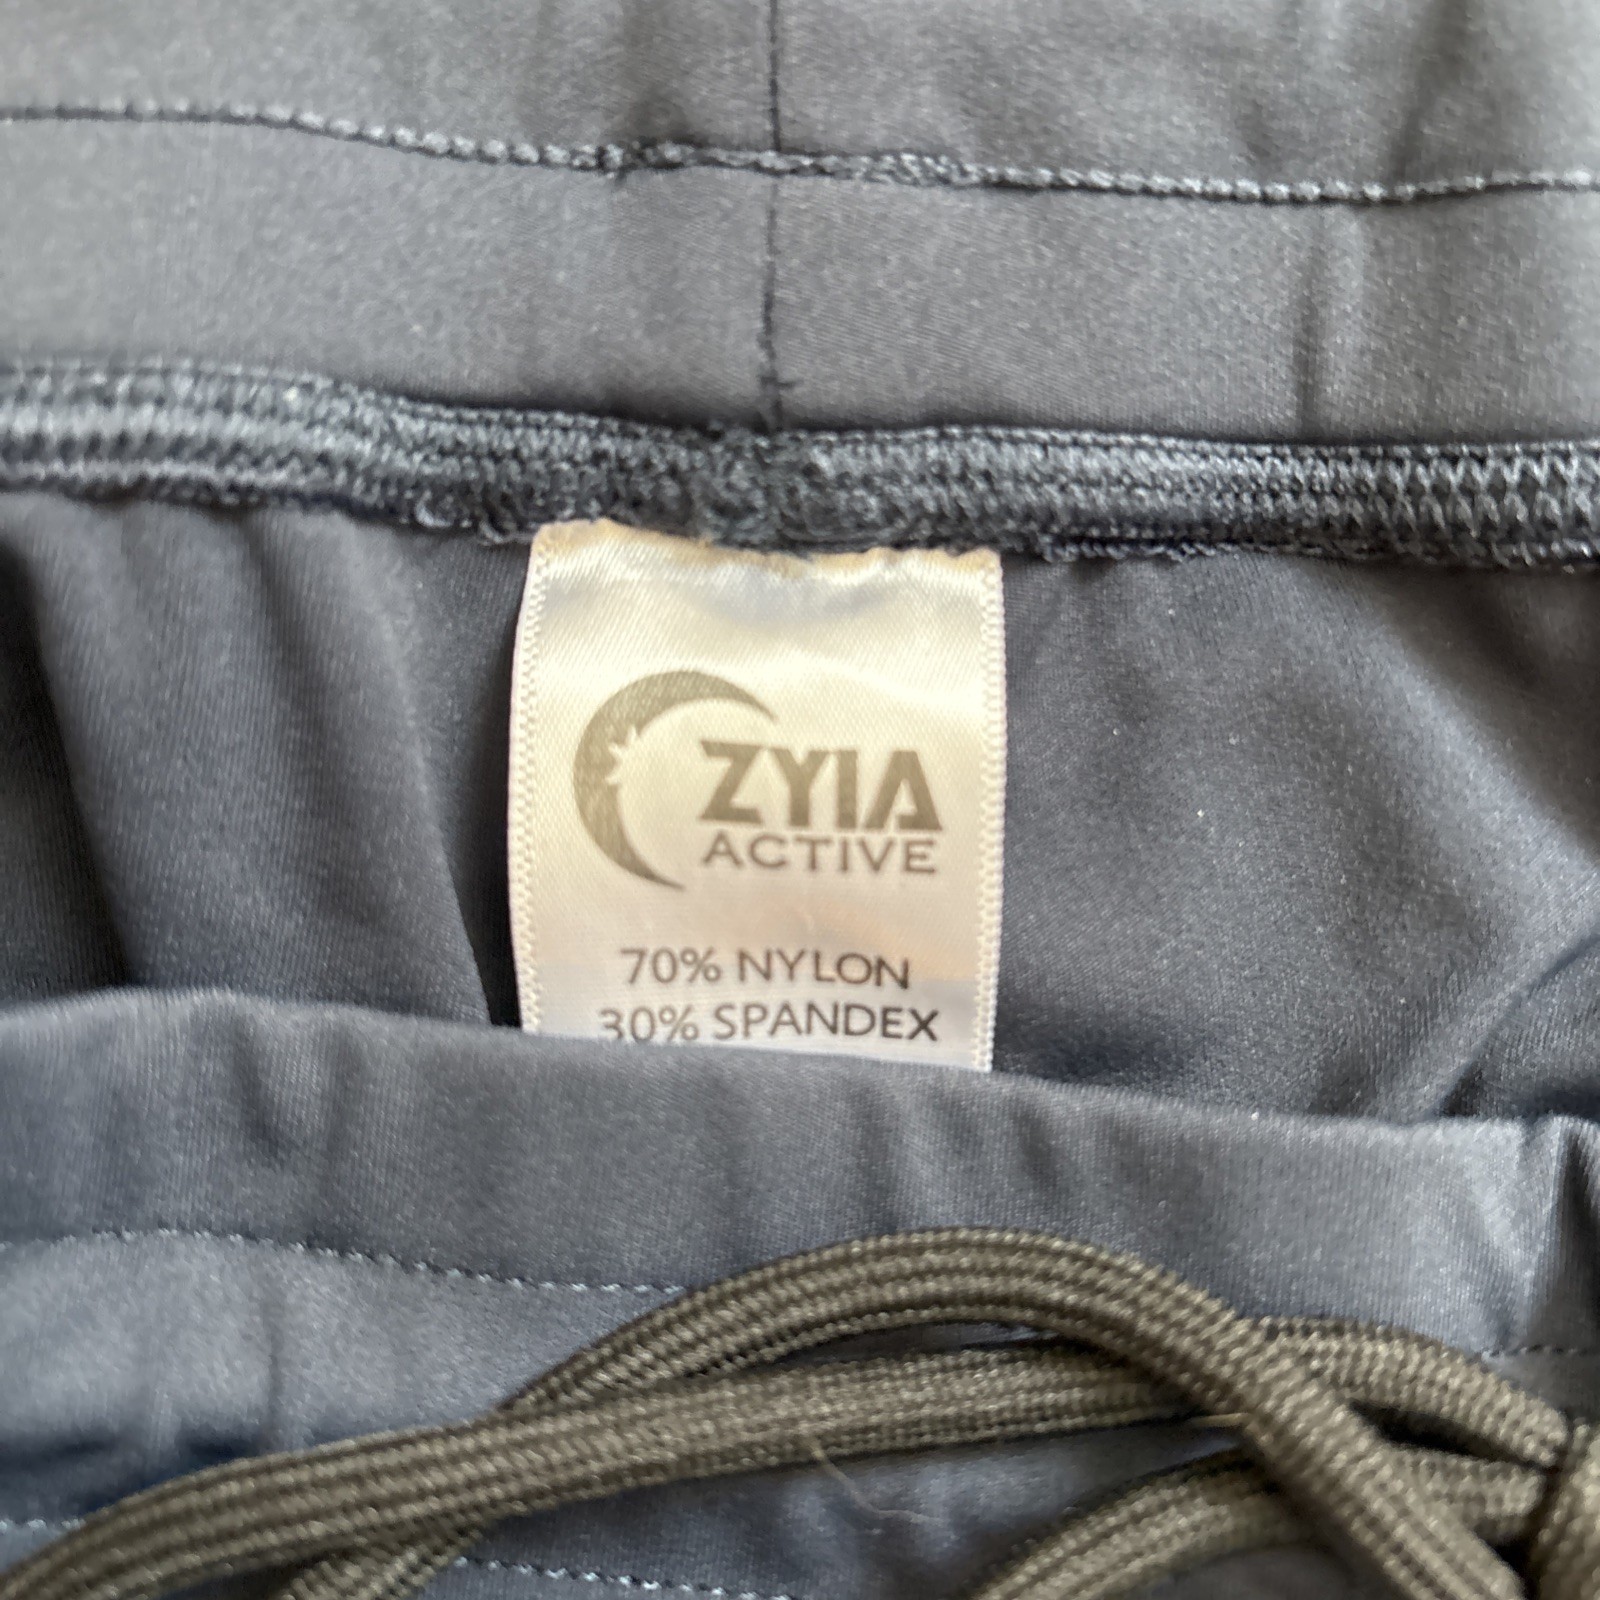 ZYIA
ACTIVE
70% NYLON
30% SPANDEX